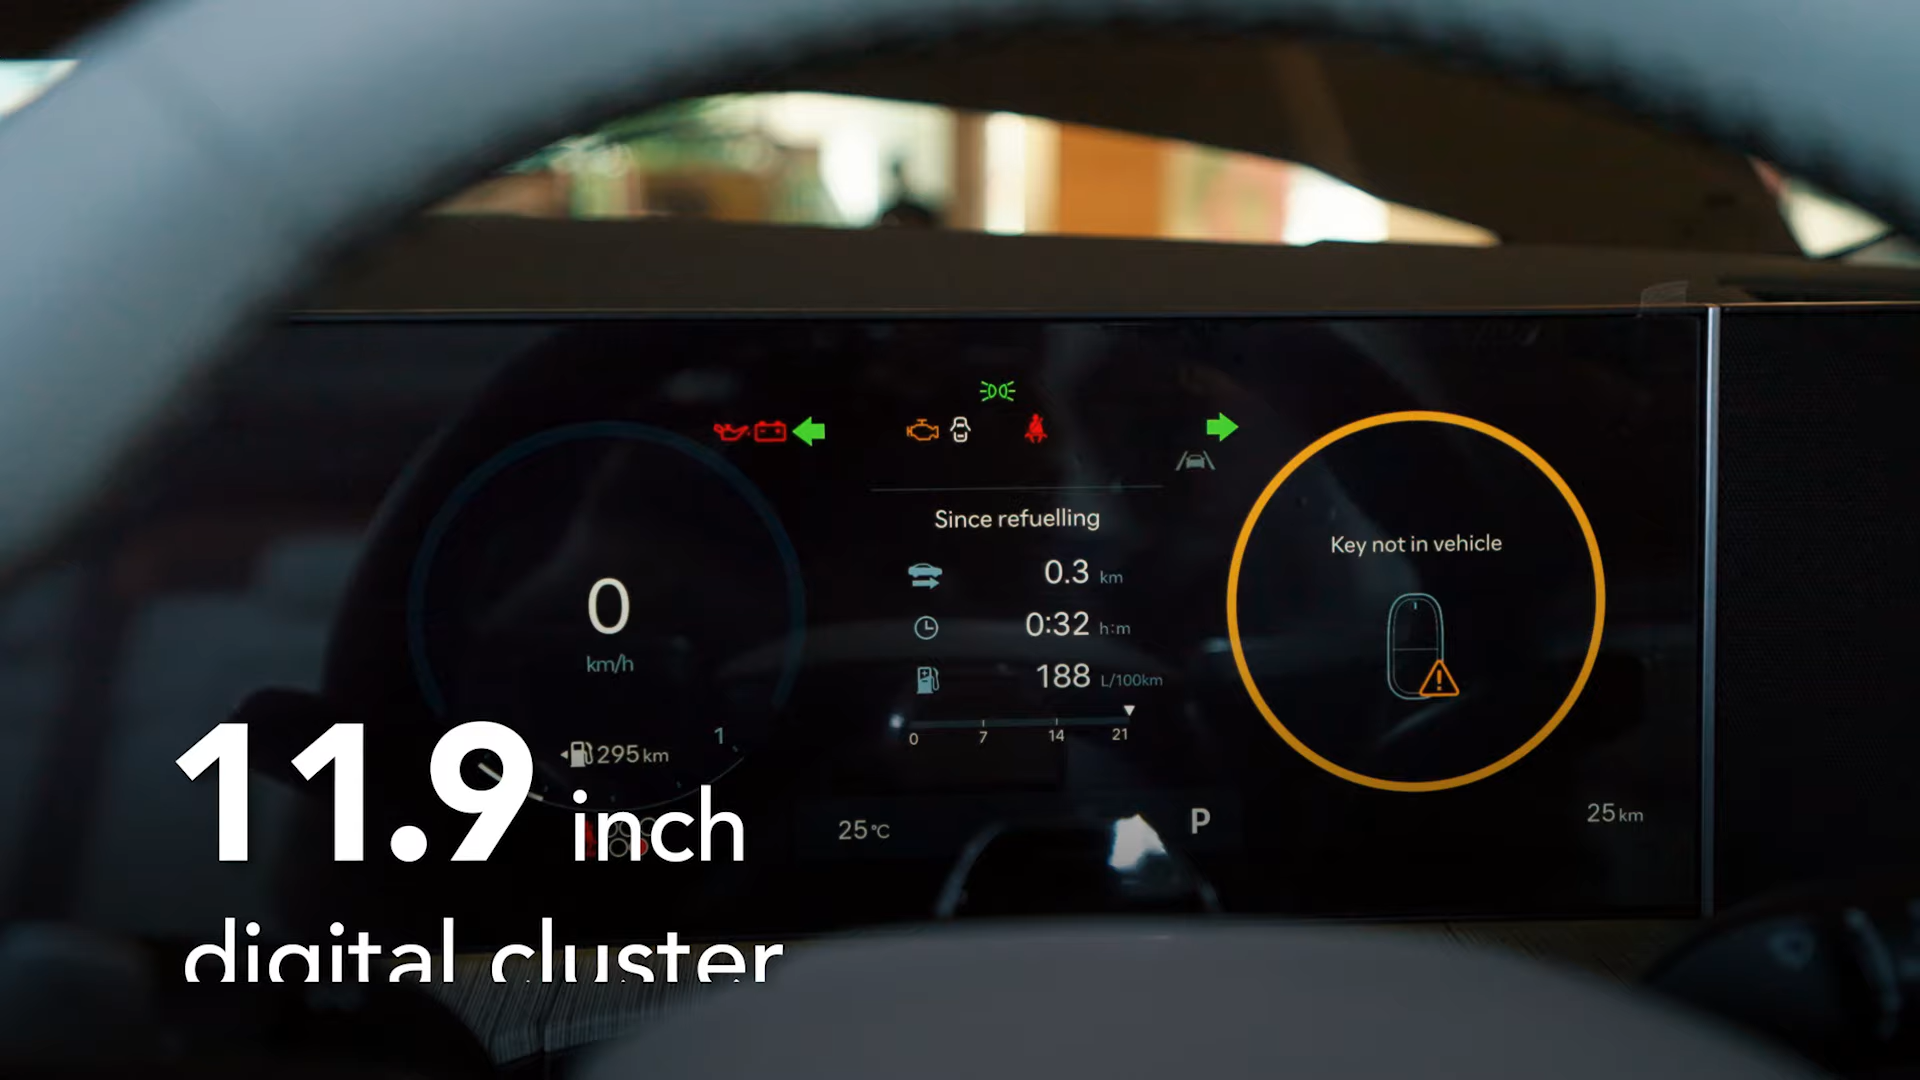 Since refuelling
0.3 km
0:32 h:m
188 L/100km
0 7 14 21
0
km/h
1
295 km
Key not in vehicle
25°C
P
25 km
11.9 inch
digital cluster